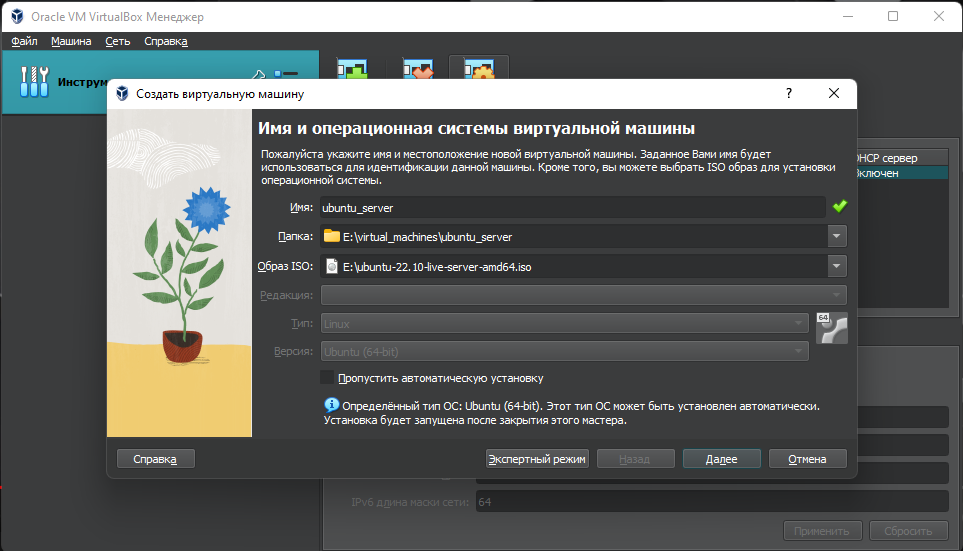 Oracle VM VirtualBox Менеджер
Файл Машина Сеть Справка
Создать виртуальную машину
?
Имя и операционная системы виртуальной машины
Пожалуйста укажите имя и местоположение новой виртуальной машины. Заданное Вами имя будет
использоваться для идентификации данной машины. Кроме того, вы можете выбрать ISO образ для установки
операционной системы.
DHCP сервер
Включен
Имя: ubuntu_server
Папка: E:\virtual_machines\ubuntu_server
Образ ISO: E:\ubuntu-22.10-live-server-amd64.iso
Редакция:
Тип: Linux
64
Версия: Ubuntu (64-bit)
Пропустить автоматическую установку
Определённый тип ОС: Ubuntu (64-bit). Этот тип ОС может быть установлен автоматически.
Установка будет запущена после закрытия этого мастера.
Справка Экспертный режим Назад Далее Отмена
IPv6 длина маски сети: 64
Применить Сбросить